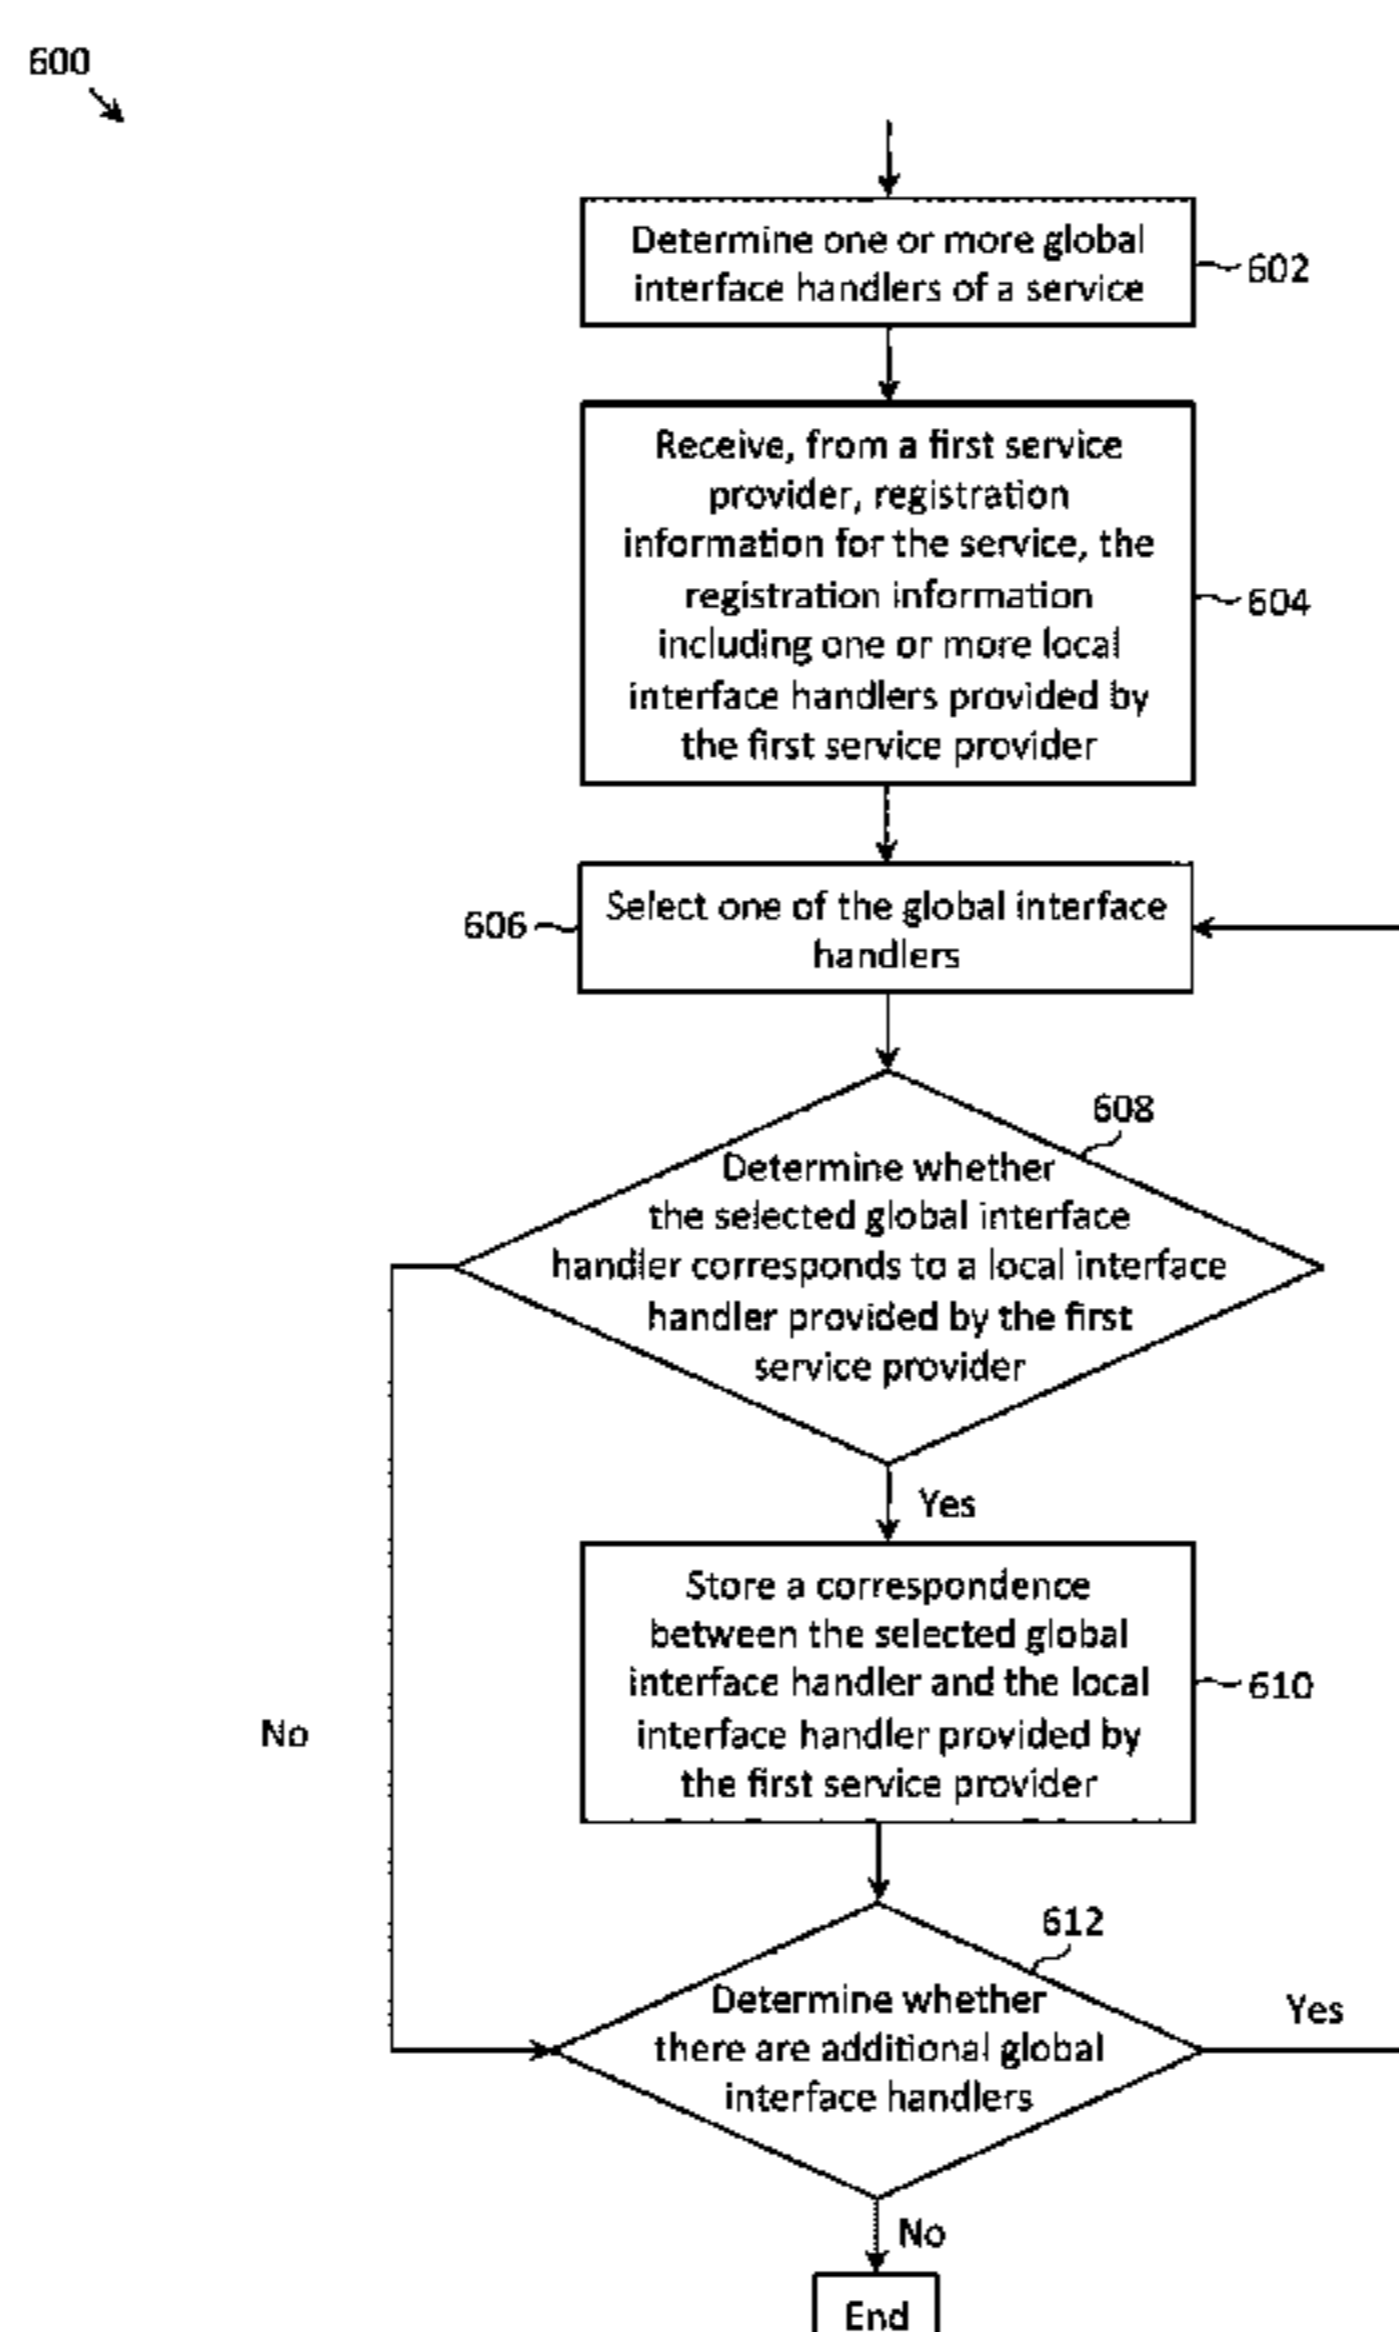 600
Determine one or more global
interface handlers of a service
602
Receive, from a first service
provider, registration
information for the service, the
registration information
including one or more local
interface handlers provided by
the first service provider
604
606
Select one of the global interface
handlers
608
Determine whether
the selected global interface
handler corresponds to a local interface
handler provided by the first
service provider
Yes
Store a correspondence
between the selected global
interface handler and the local
interface handler provided by
the first service provider
610
No
612
Determine whether
there are additional global
interface handlers
Yes
No
End